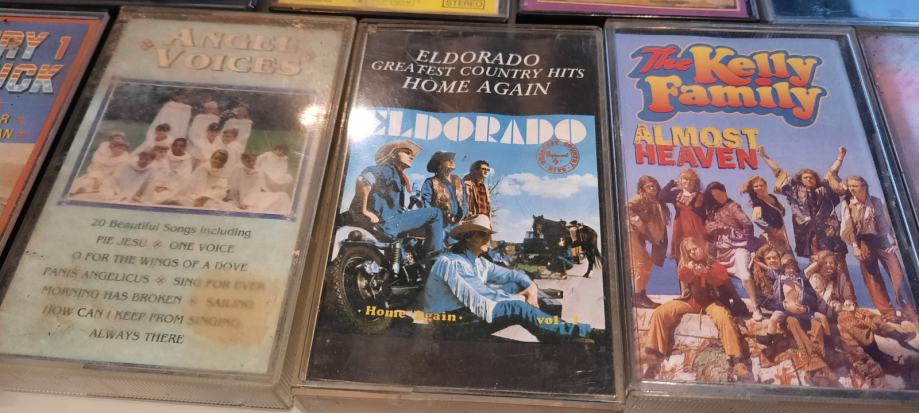 STEREO
RY 1
ANGEL
VOICES
20 Beautiful Songs including
PIE JESU ONE VOICE
O FOR THE WINGS OF A DOVE
PANIS ANGELICUS SING FOR EVER
MORNING HAS BROKEN SAILING
HOW CAN I KEEP FROM SINGING
ALWAYS THERE
ELDORADO
GREATEST COUNTRY HITS
HOME AGAIN
ELDORADO
·Home Again· vol.
The Kelly
Family
ALMOST
HEAVEN